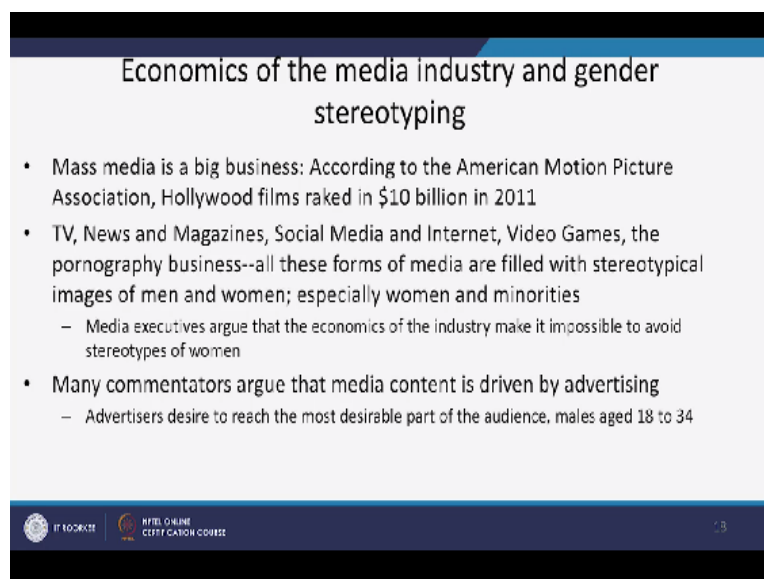 Economics of the media industry and gender
stereotyping
• Mass media is a big business: According to the American Motion Picture
Association, Hollywood films raked in $10 billion in 2011
• TV, News and Magazines, Social Media and Internet, Video Games, the
pornography business--all these forms of media are filled with stereotypical
images of men and women; especially women and minorities
– Media executives argue that the economics of the industry make it impossible to avoid
stereotypes of women
• Many commentators argue that media content is driven by advertising
– Advertisers desire to reach the most desirable part of the audience, males aged 18 to 34
IIT ROORKEE
NPTEL ONLINE
CERTIFICATION COURSE